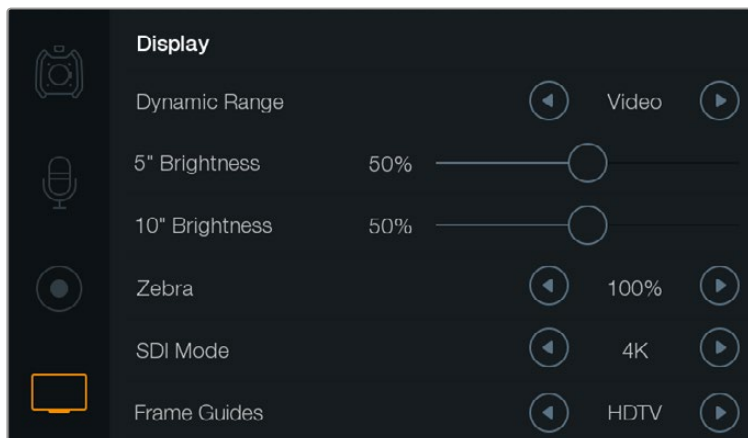 Display
Dynamic Range Video
5" Brightness 50%
10" Brightness 50%
Zebra 100%
SDI Mode 4K
Frame Guides HDTV